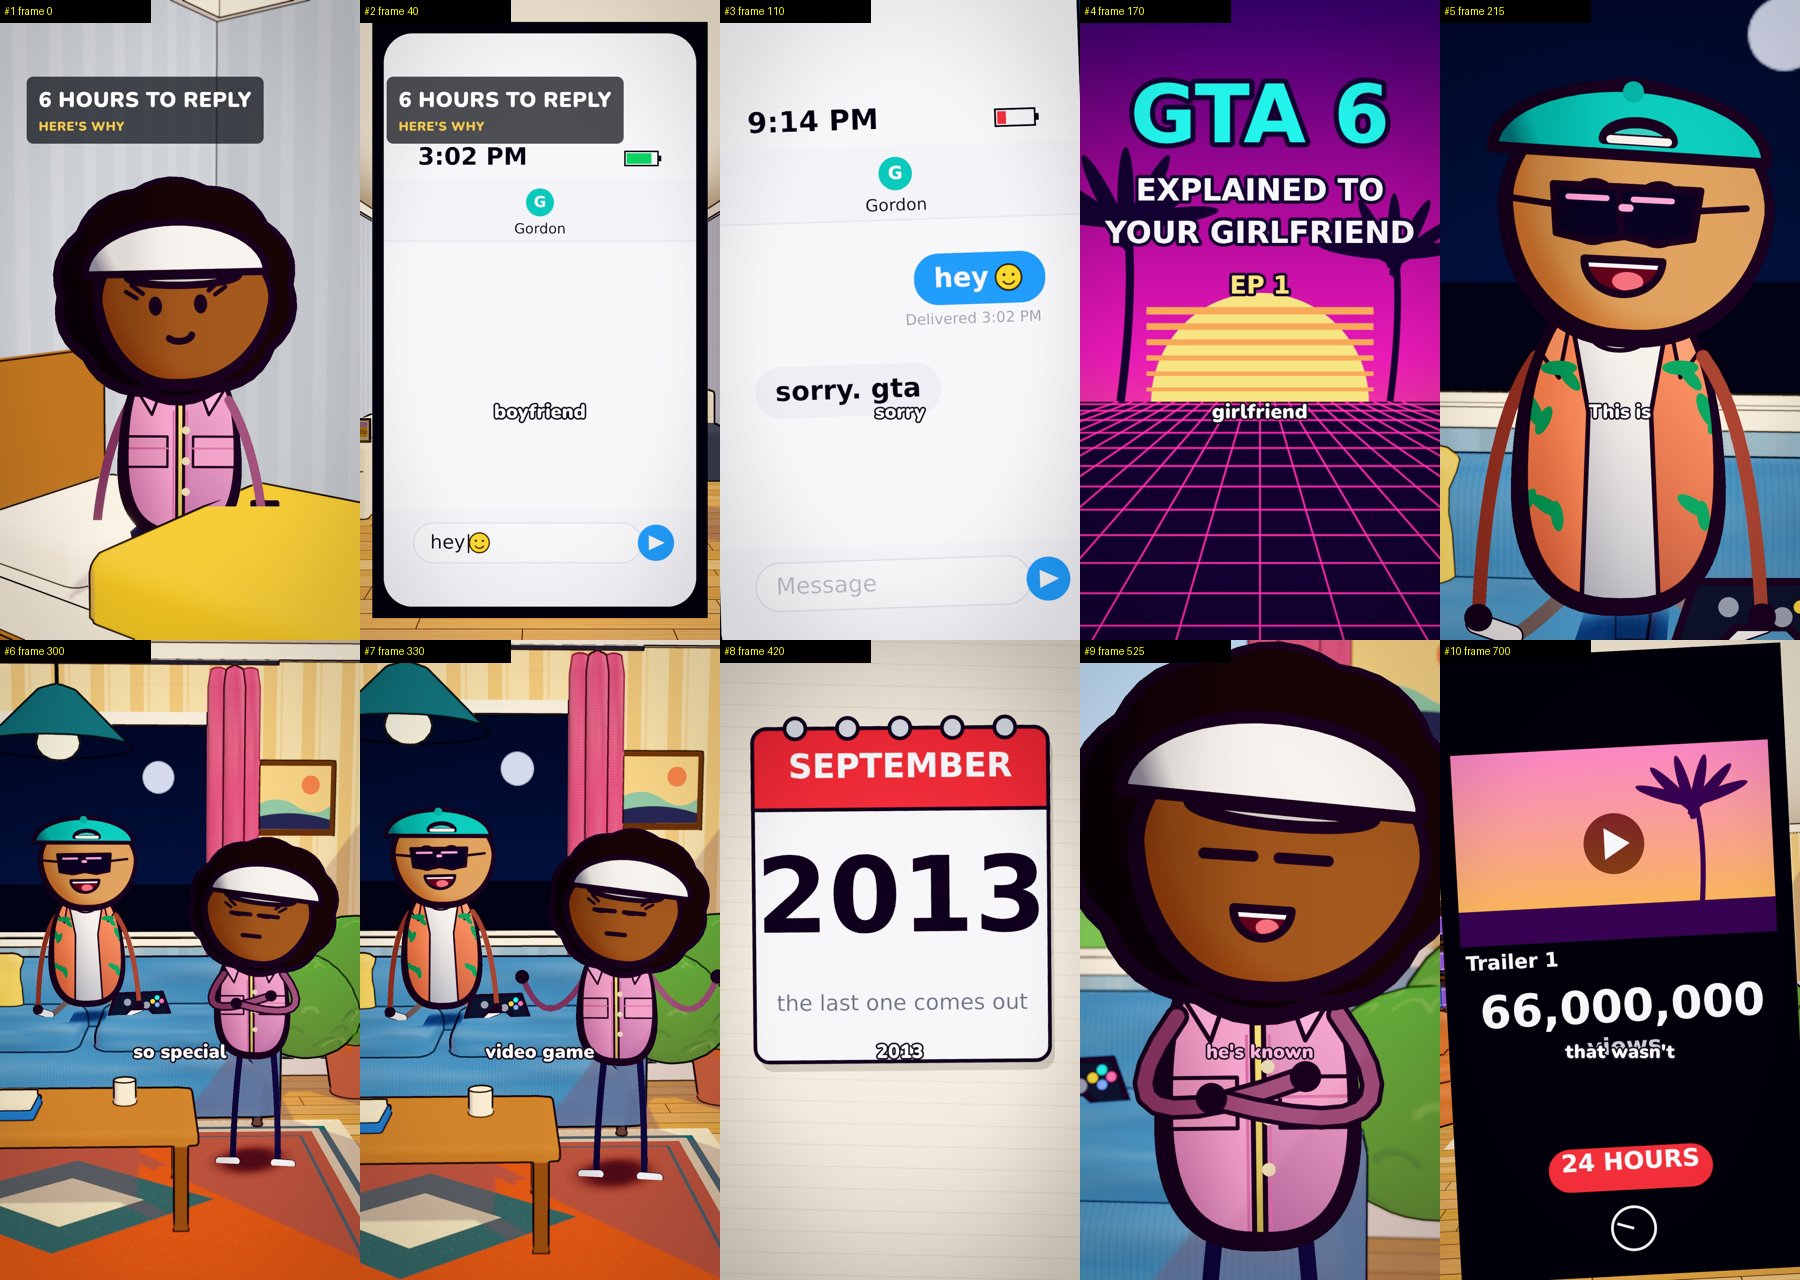 #1 frame 0
6 HOURS TO REPLY
HERE'S WHY
#2 frame 40
6 HOURS TO REPLY
HERE'S WHY
3:02 PM
G
Gordon
boyfriend
hey
#3 frame 110
9:14 PM
G
Gordon
hey
Delivered 3:02 PM
sorry. gta
sorry
Message
#4 frame 170
GTA 6
EXPLAINED TO
YOUR GIRLFRIEND
EP 1
girlfriend
#5 frame 215
This is
#6 frame 300
so special
#7 frame 330
video game
#8 frame 420
SEPTEMBER
2013
the last one comes out
2013
#9 frame 525
he's known
#10 frame 700
Trailer 1
66,000,000
views
that wasn't
24 HOURS